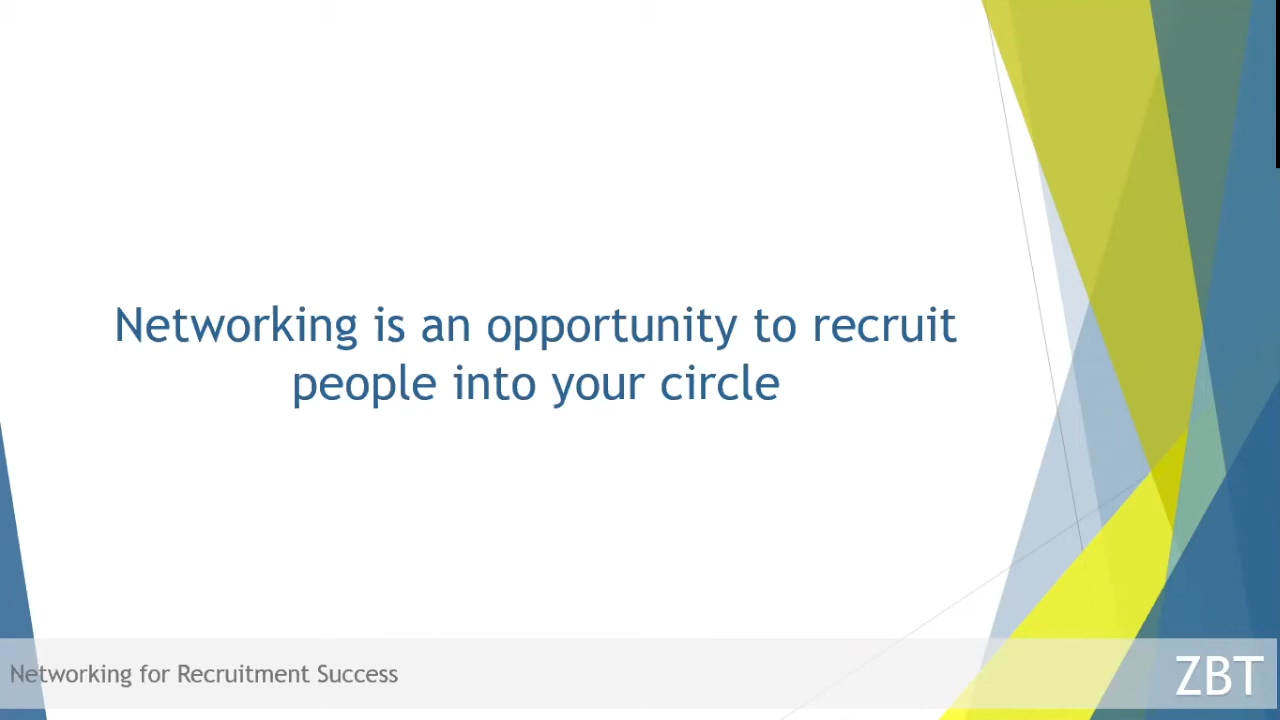 Networking is an opportunity to recruit
people into your circle
Networking for Recruitment Success
ZBT